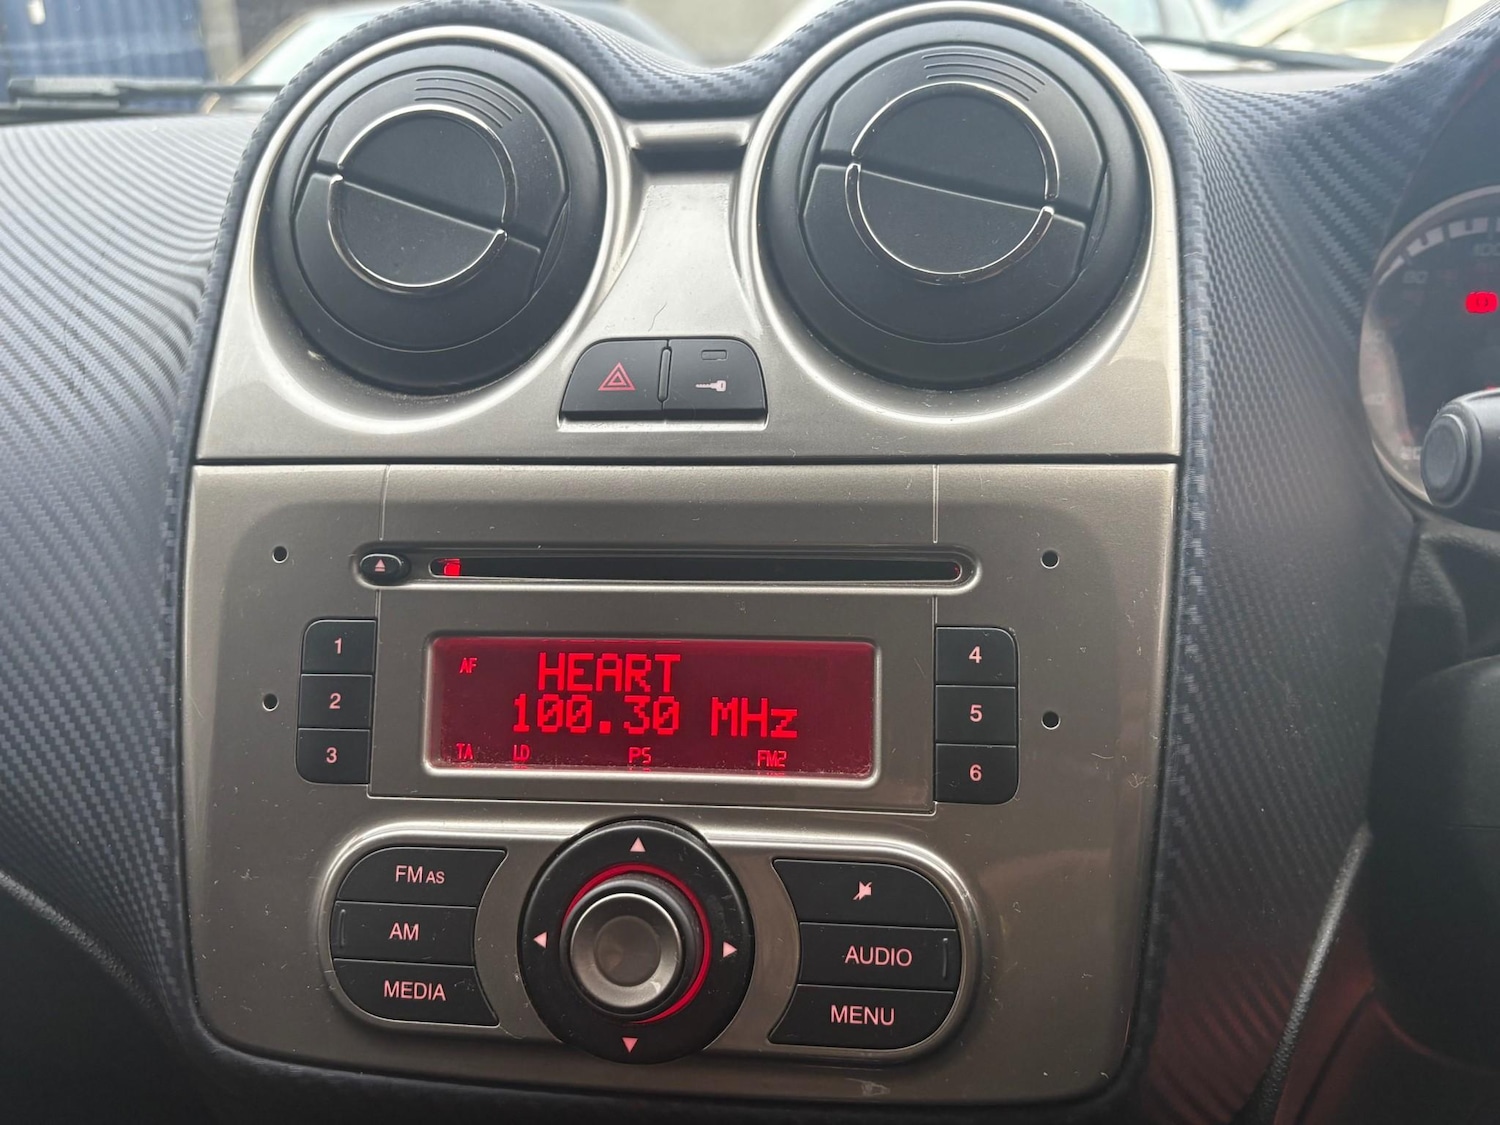 1
2
3
AF
HEART
100.30 MHz
TA LO PS FM2
4
5
6
FM AS
AM
MEDIA
AUDIO
MENU